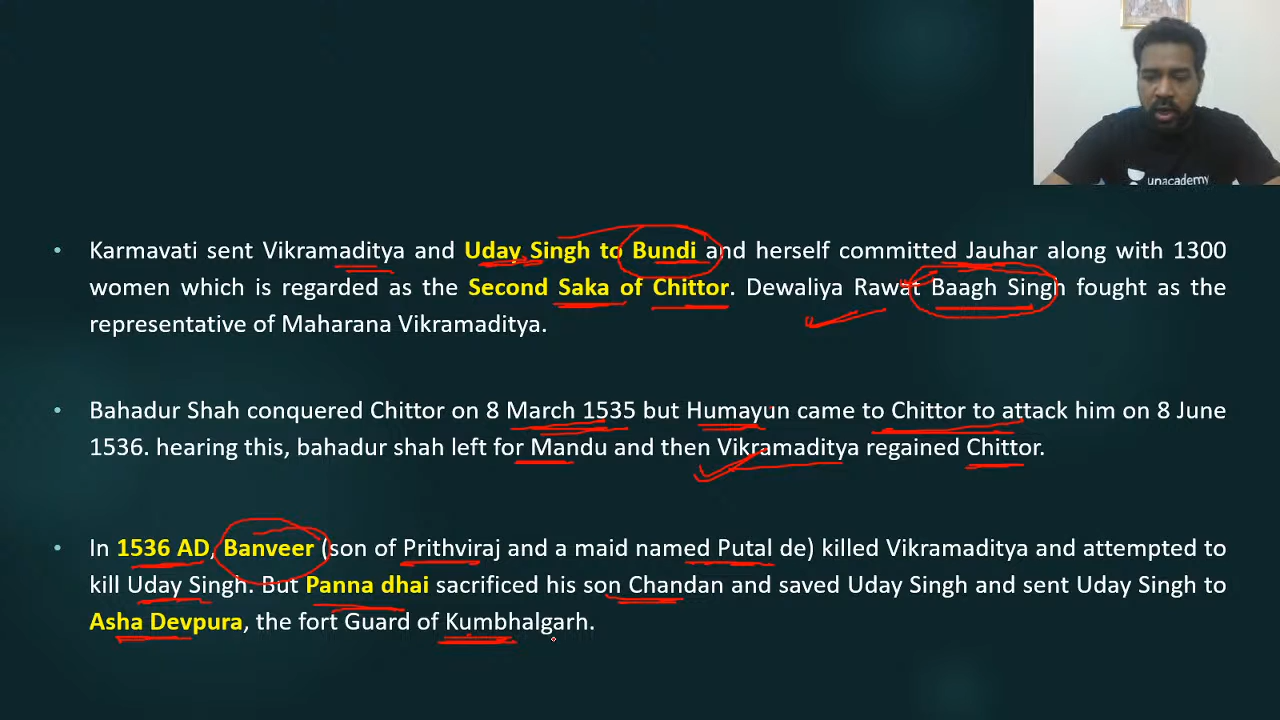 unacademy
Karmavati sent Vikramaditya and Uday Singh to Bundi and herself committed Jauhar along with 1300
women which is regarded as the Second Saka of Chittor. Dewaliya Rawat Baagh Singh fought as the
representative of Maharana Vikramaditya.
Bahadur Shah conquered Chittor on 8 March 1535 but Humayun came to Chittor to attack him on 8 June
1536. hearing this, bahadur shah left for Mandu and then Vikramaditya regained Chittor.
In 1536 AD, Banveer (son of Prithviraj and a maid named Putal de) killed Vikramaditya and attempted to
kill Uday Singh. But Panna dhai sacrificed his son Chandan and saved Uday Singh and sent Uday Singh to
Asha Devpura, the fort Guard of Kumbhalgarh.